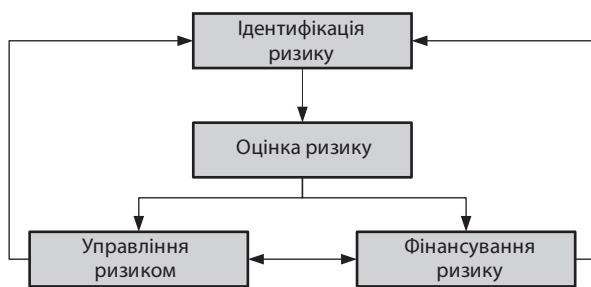 Ідентифікація
ризику
Оцінка ризику
Управління
ризиком
Фінансування
ризику